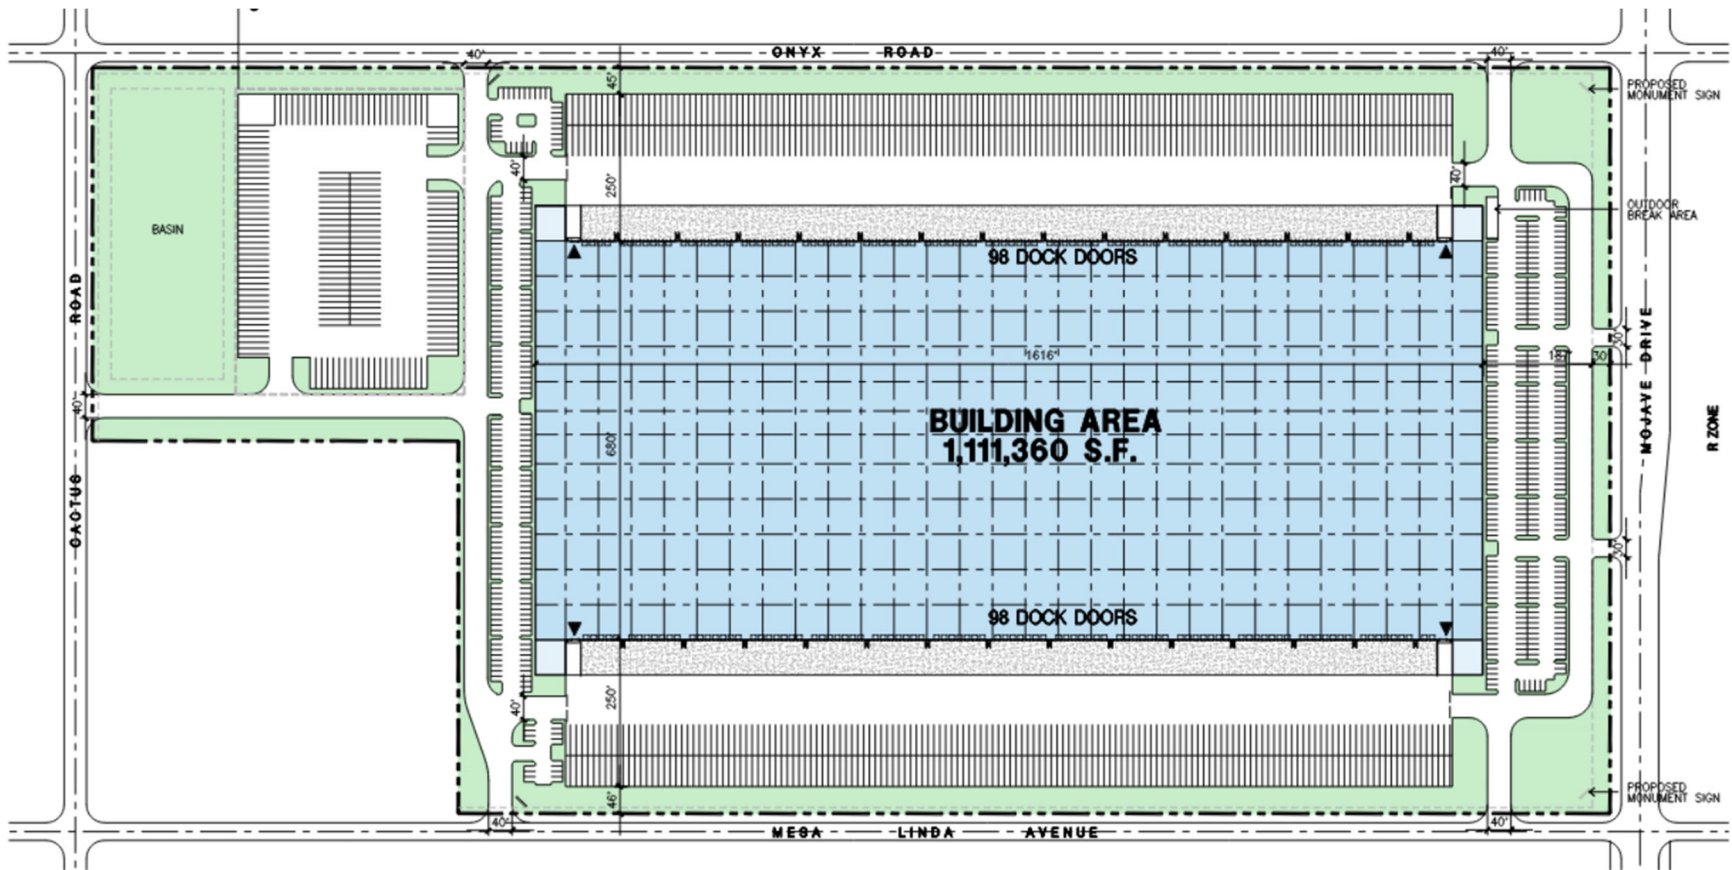 ONYX ROAD
40'
40'
45'
PROPOSED
MONUMENT SIGN
40'
250'
40'
OUTDOOR
BREAK AREA
BASIN
98 DOCK DOORS
CACTUS ROAD
MOJAVE DRIVE
R ZONE
30'
1616'
187'
30'
40'
BUILDING AREA
1,111,360 S.F.
680'
30'
98 DOCK DOORS
250'
40'
46'
PROPOSED
MONUMENT SIGN
40'
40'
MESA LINDA AVENUE